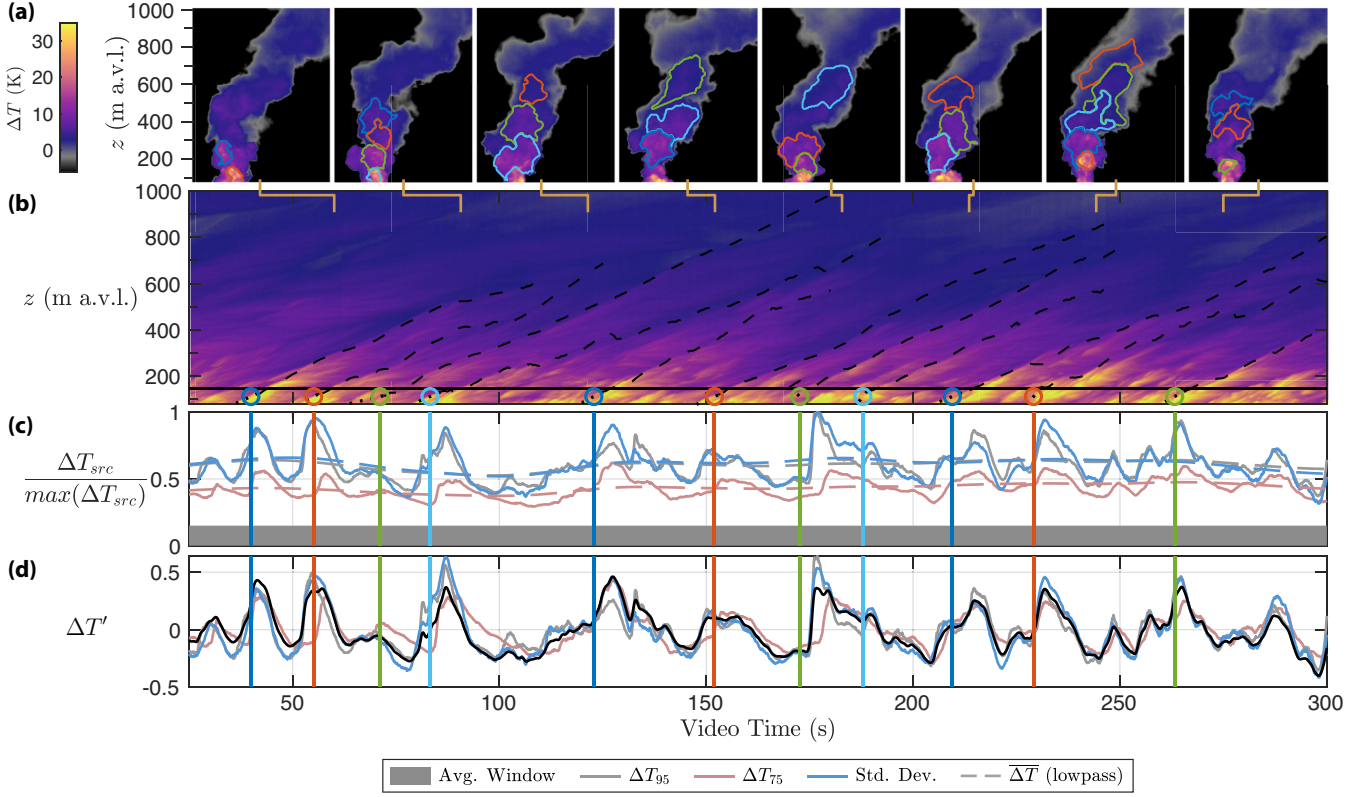 (a)
ΔT (K)
30
20
10
0
z (m a.v.l.)
1000
800
600
400
200
(b)
z (m a.v.l.)
1000
800
600
400
200
(c)
ΔT_src
max(ΔT_src)
1
0.5
0
(d)
ΔT′
0.5
0
-0.5
50 100 150 200 250 300
Video Time (s)
Avg. Window ΔT_95 ΔT_75 Std. Dev. \overline{ΔT} (lowpass)